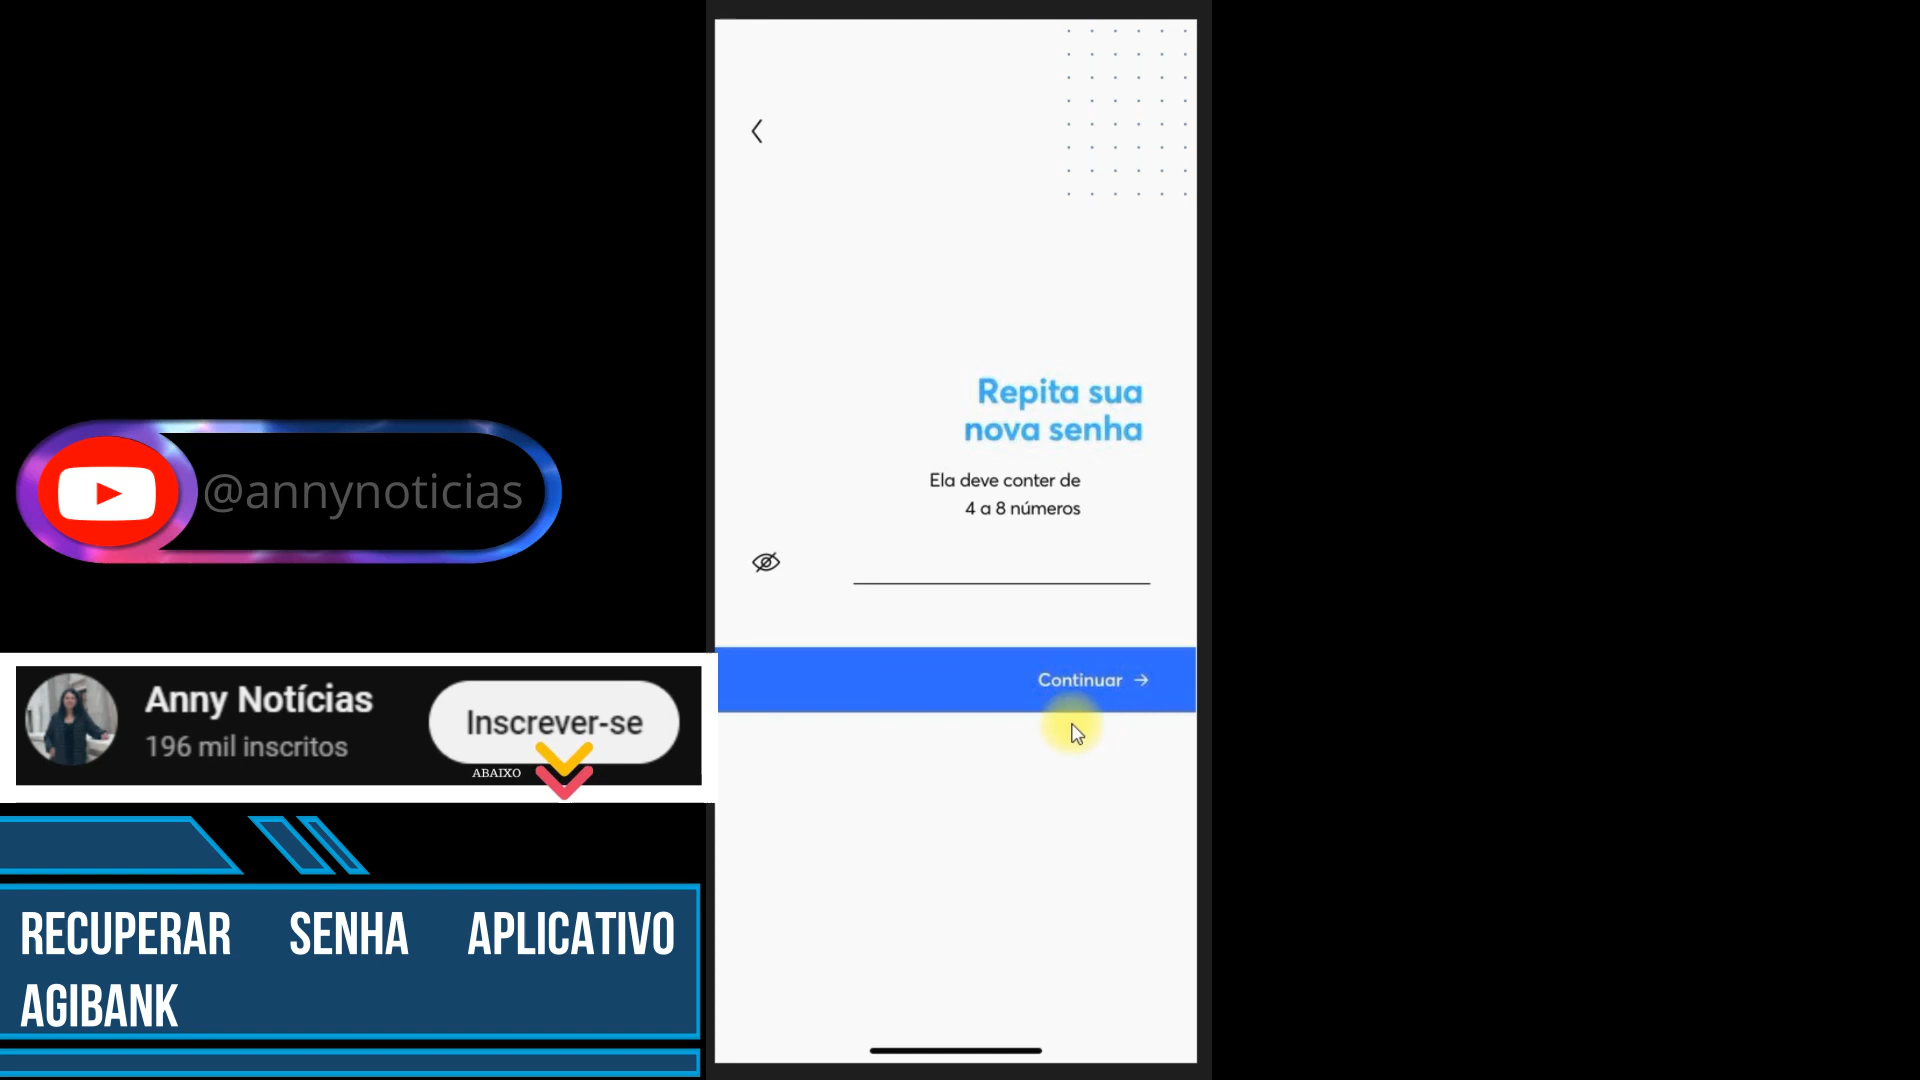 Repita sua
nova senha
Ela deve conter de
4 a 8 números
Continuar
@annynoticias
Anny Notícias
196 mil inscritos
Inscrever-se
ABAIXO
RECUPERAR SENHA APLICATIVO
AGIBANK